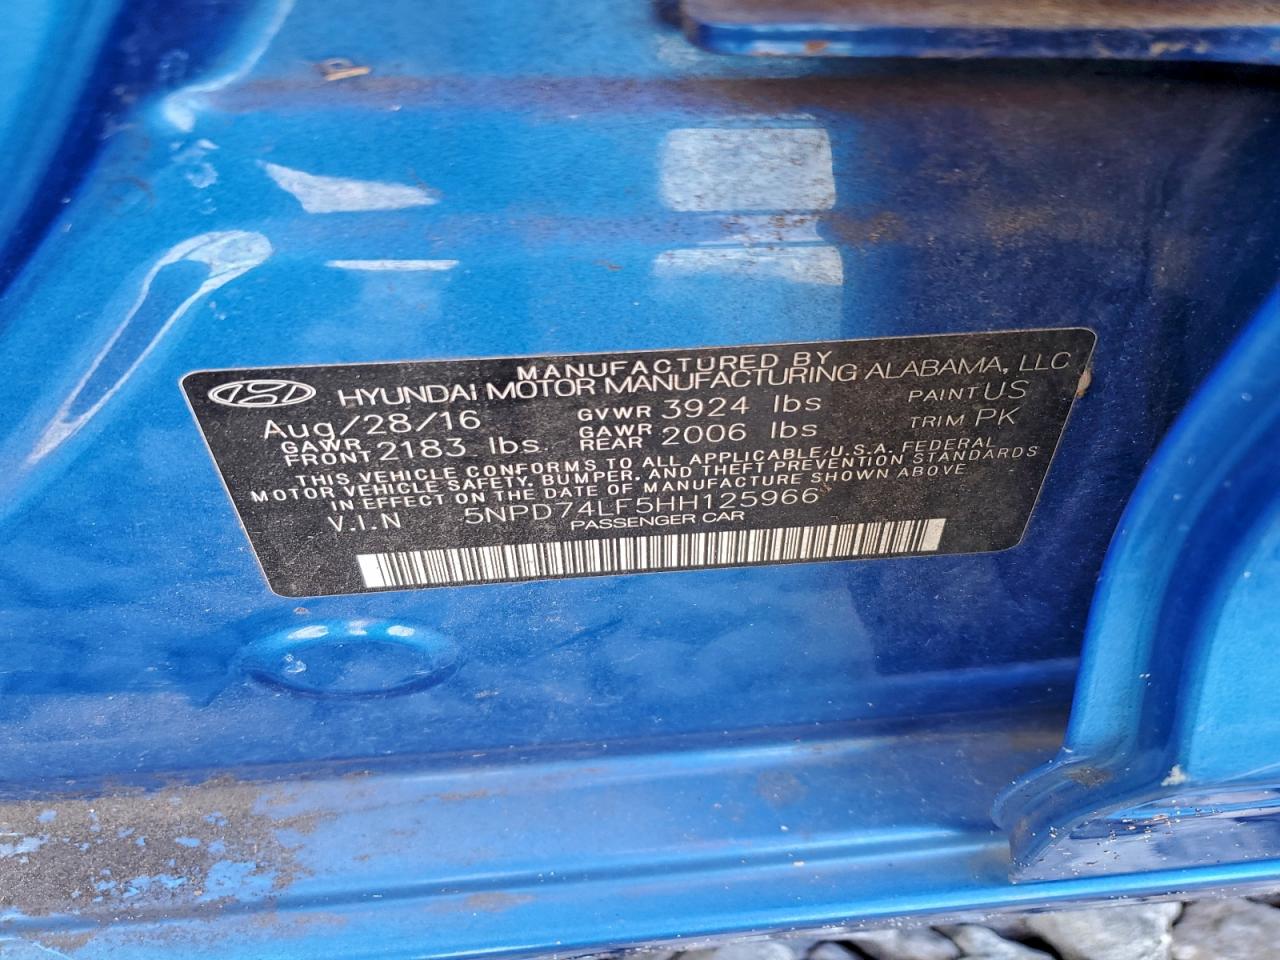 MANUFACTURED BY
HYUNDAI MOTOR MANUFACTURING ALABAMA, LLC
Aug/28/16 GVWR 3924 lbs PAINT US
GAWR FRONT 2183 lbs. GAWR REAR 2006 lbs TRIM PK
THIS VEHICLE CONFORMS TO ALL APPLICABLE U.S.A. FEDERAL
MOTOR VEHICLE SAFETY, BUMPER, AND THEFT PREVENTION STANDARDS
IN EFFECT ON THE DATE OF MANUFACTURE SHOWN ABOVE
V.I.N 5NPD74LF5HH125966
PASSENGER CAR